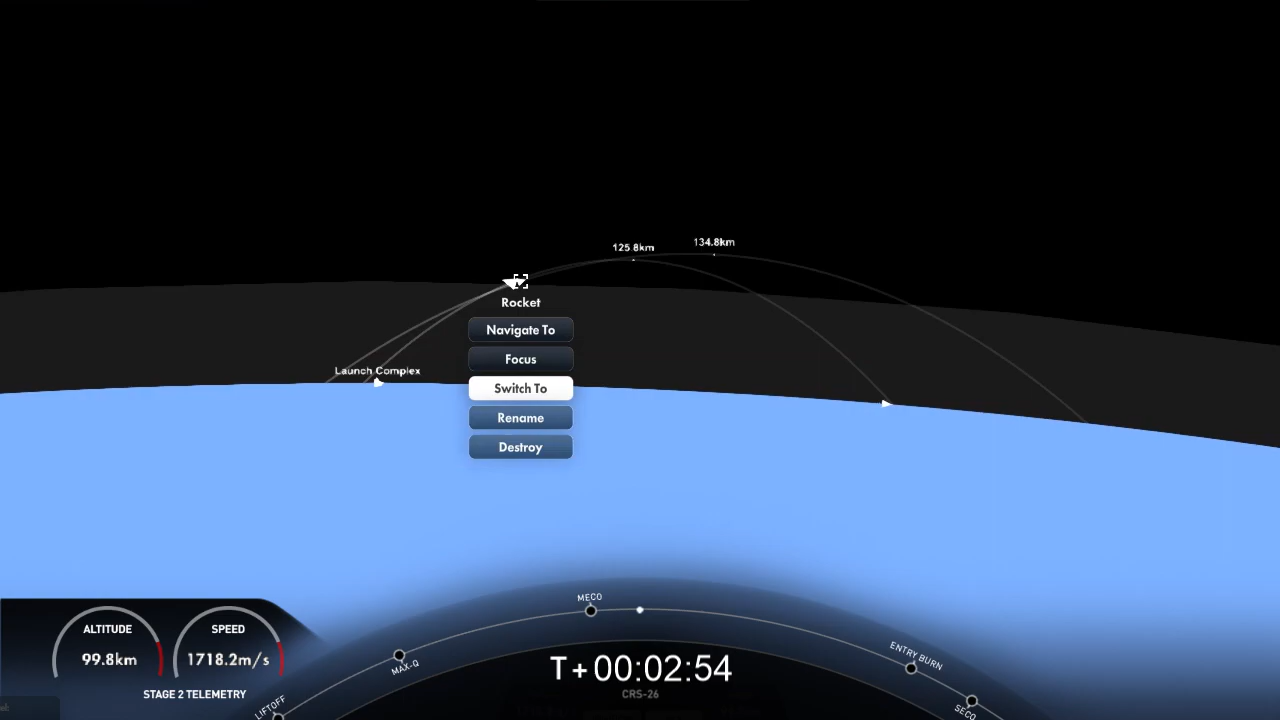 125.8km
134.8km
Rocket
Navigate To
Launch Complex
Focus
Switch To
Rename
Destroy
MECO
ALTITUDE
SPEED
99.8km
1718.2m/s
STAGE 2 TELEMETRY
LIFTOFF
MAX-Q
T+00:02:54
CRS-26
ENTRY BURN
SECO